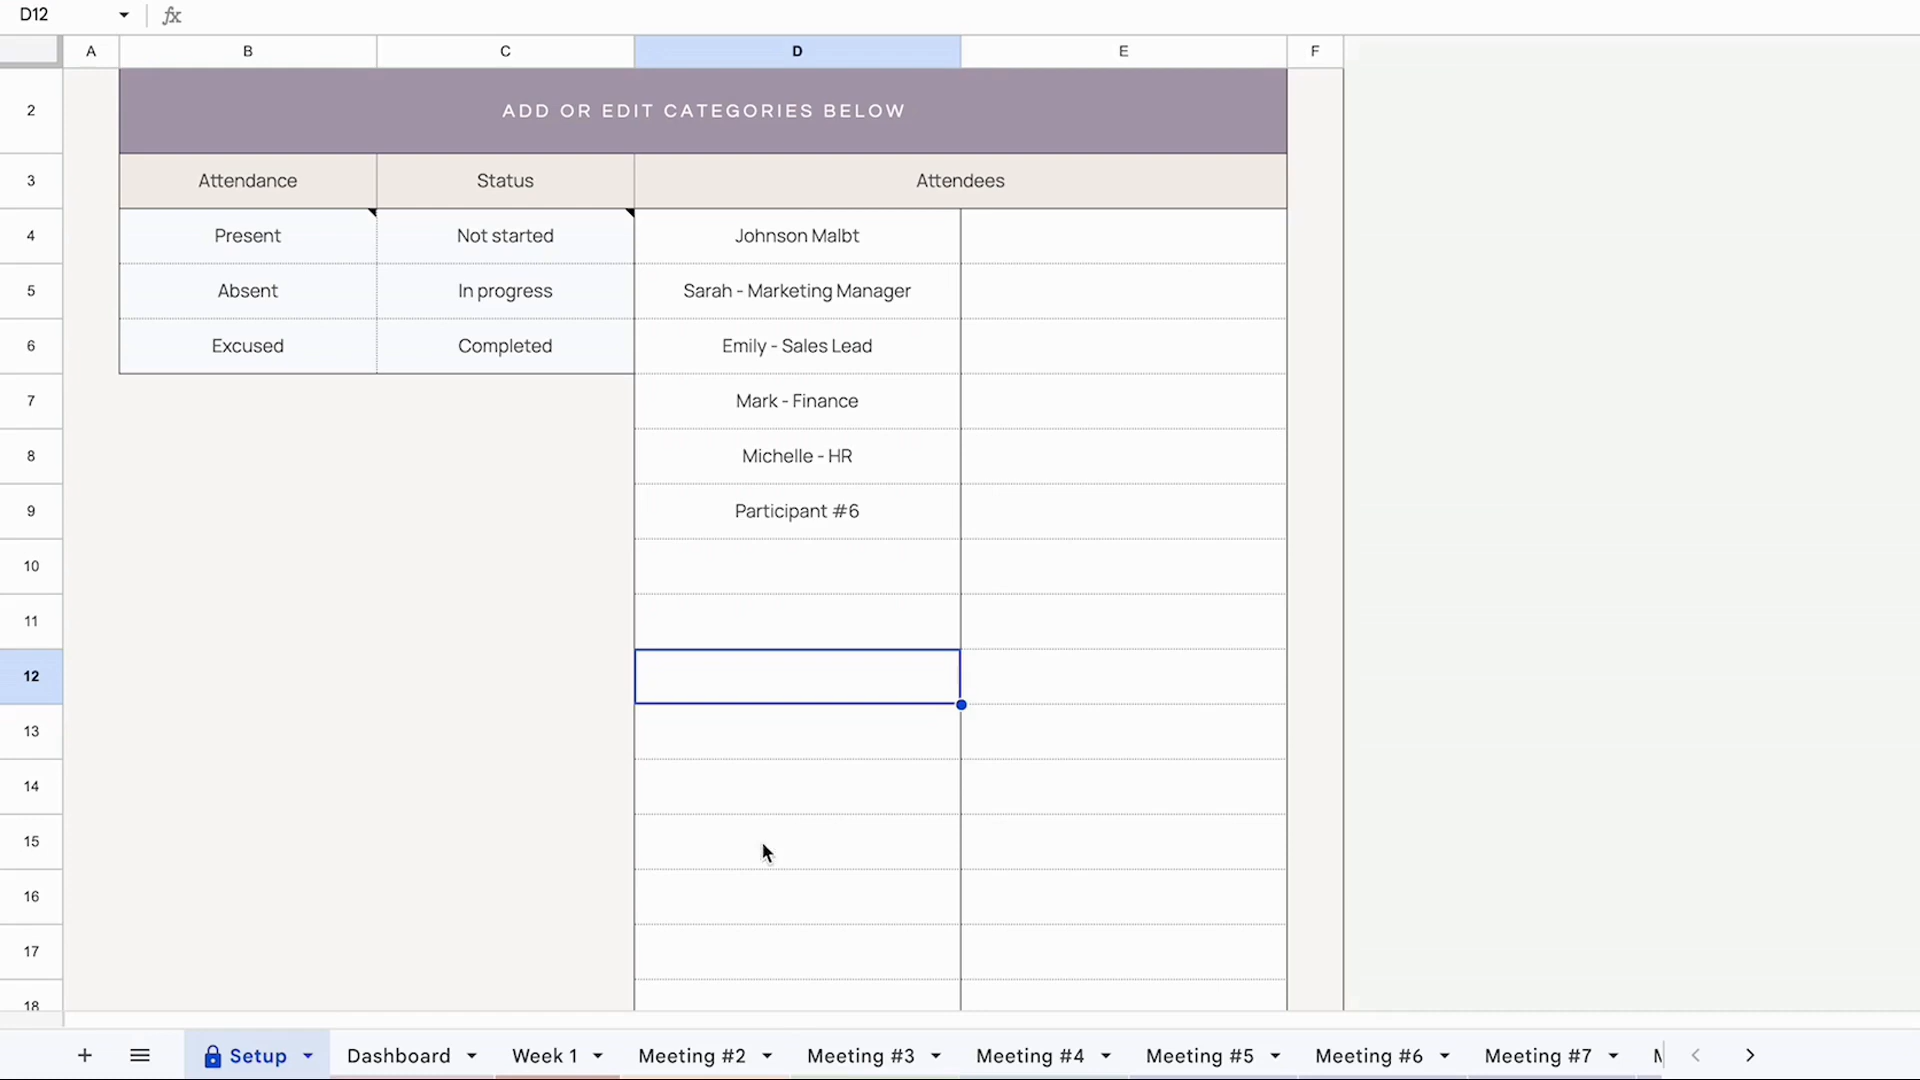 D12
fx
A B C D E F
2 ADD OR EDIT CATEGORIES BELOW
3 Attendance Status Attendees
4 Present Not started Johnson Malbt
5 Absent In progress Sarah - Marketing Manager
6 Excused Completed Emily - Sales Lead
7 Mark - Finance
8 Michelle - HR
9 Participant #6
10
11
12
13
14
15
16
17
18
+ Setup Dashboard Week 1 Meeting #2 Meeting #3 Meeting #4 Meeting #5 Meeting #6 Meeting #7